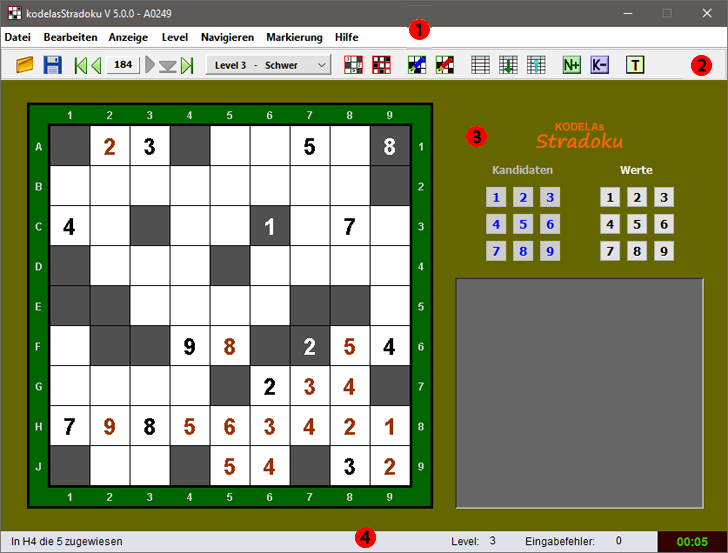 kodelasStradoku V 5.0.0 - A0249
1
Datei Bearbeiten Anzeige Level Navigieren Markierung Hilfe
184 Level 3 - Schwer N+ K- T 2
1 2 3 4 5 6 7 8 9
A 2 3 5 8 1
3 KODELAs
Stradoku
B 2
Kandidaten Werte
1 2 3 1 2 3
C 4 1 7 3
4 5 6 4 5 6
7 8 9 7 8 9
D 4
E 5
F 9 8 2 5 4 6
G 2 3 4 7
H 7 9 8 5 6 3 4 2 1 8
J 5 4 3 2 9
1 2 3 4 5 6 7 8 9
In H4 die 5 zugewiesen 4 Level: 3 Eingabefehler: 0 00:05